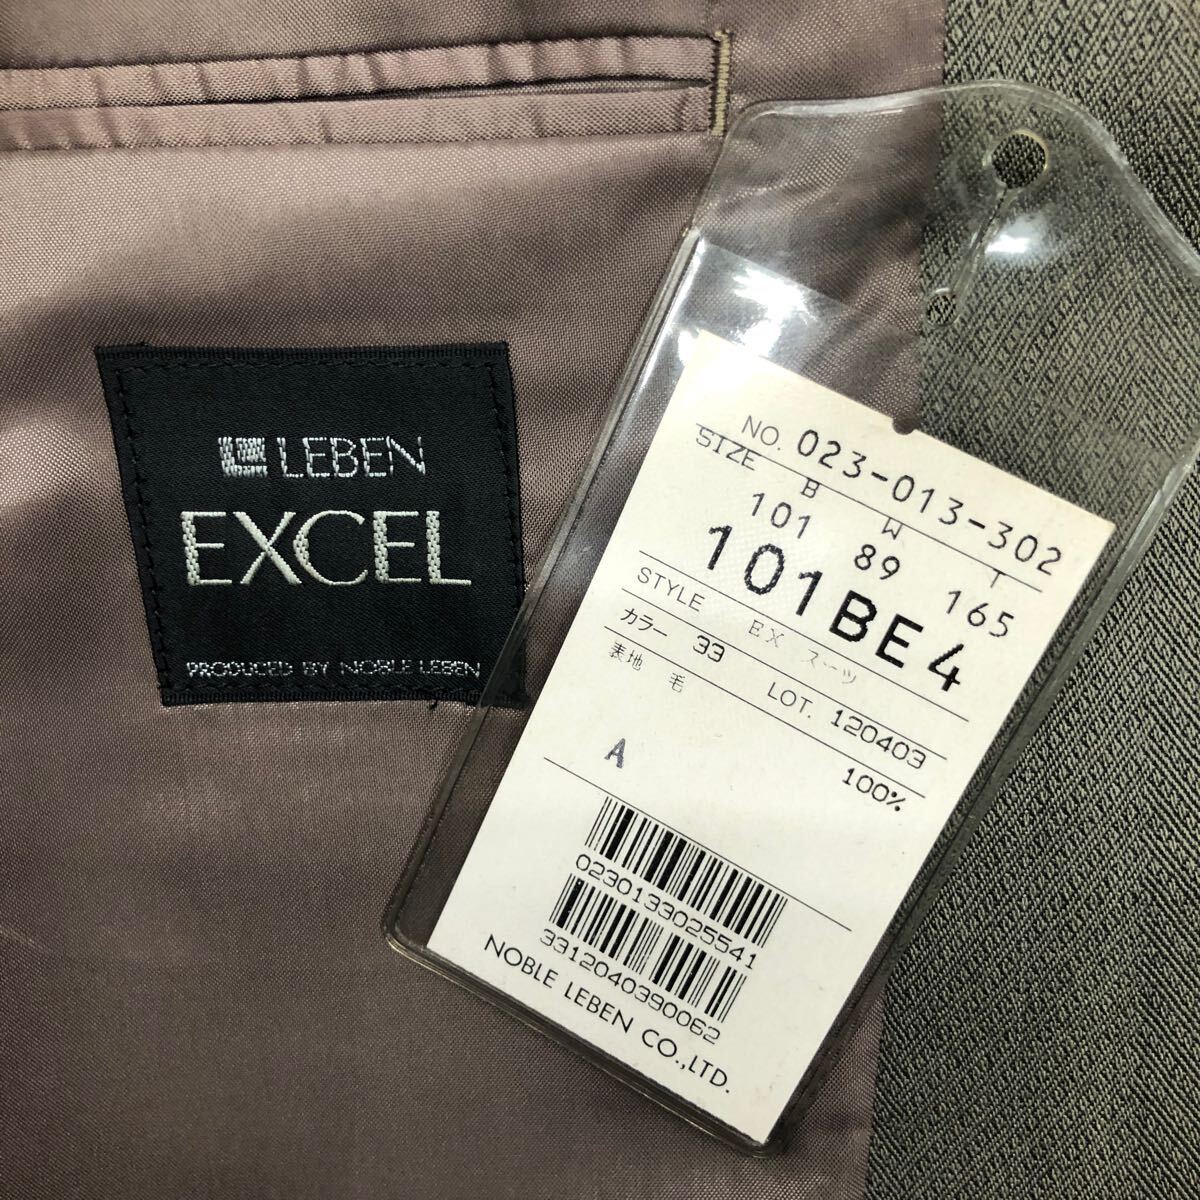 LEBEN
EXCEL
PRODUCED BY NOBLE LEBEN
NO. 023-013-302
SIZE B W T
101 89 165
101BE4
STYLE EX スーツ
カラー 33 LOT. 120403
表地 毛 100%
A
0230133025541
3312040390062
NOBLE LEBEN CO.,LTD.